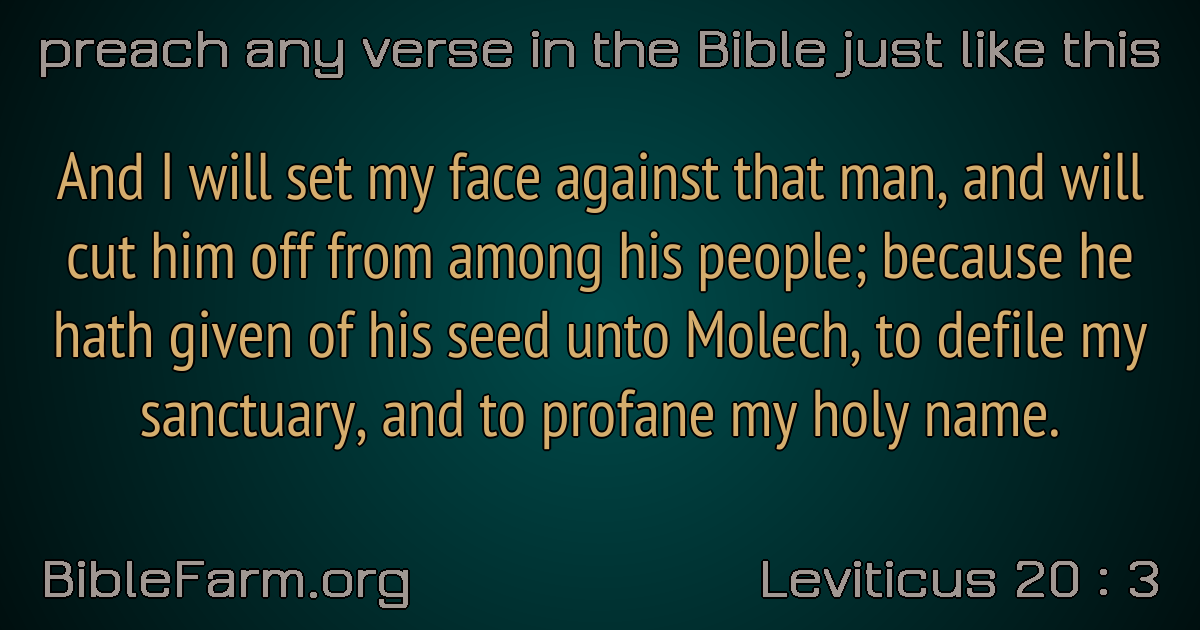 preach any verse in the Bible just like this
And I will set my face against that man, and will
cut him off from among his people; because he
hath given of his seed unto Molech, to defile my
sanctuary, and to profane my holy name.
BibleFarm.org
Leviticus 20 : 3